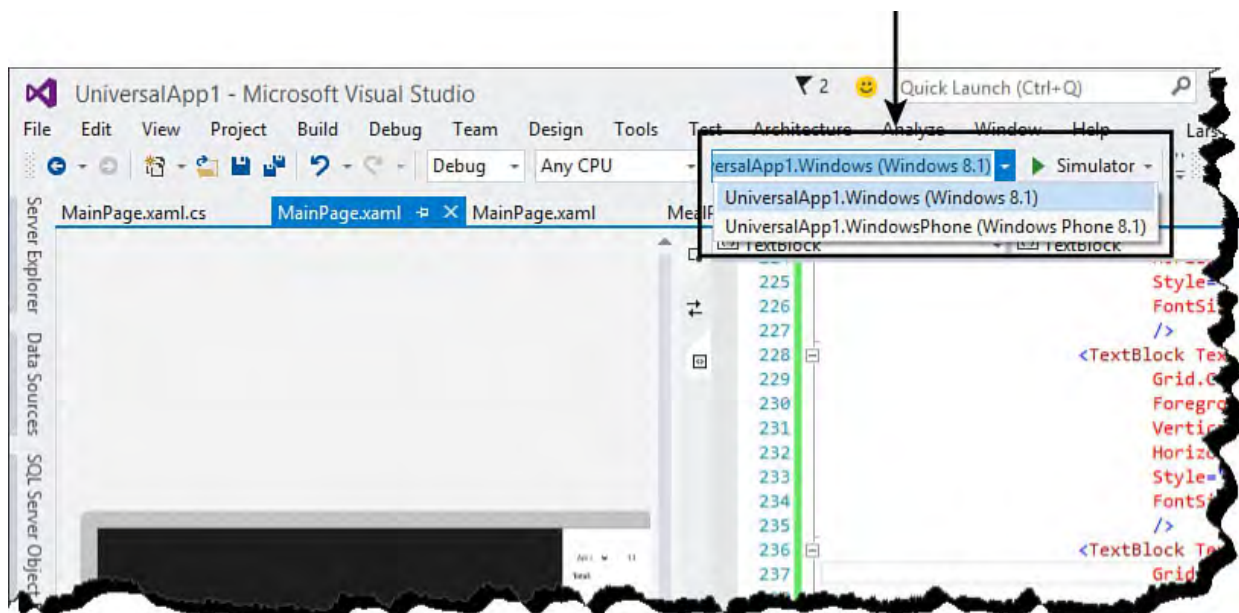 UniversalApp1 - Microsoft Visual Studio
2
Quick Launch (Ctrl+Q)
File Edit View Project Build Debug Team Design Tools Test Architecture Analyze Window Help Lars
Debug Any CPU versalApp1.Windows (Windows 8.1) Simulator
UniversalApp1.Windows (Windows 8.1)
UniversalApp1.WindowsPhone (Windows Phone 8.1)
MainPage.xaml.cs MainPage.xaml MainPage.xaml
TextBlock TextBlock
Server Explorer
Data Sources
SQL Server Object
225 Style=
226 FontSi
227 />
228 <TextBlock Tex
229 Grid.C
230 Foregro
231 Vertic
232 Horizo
233 Style=
234 FontS
235 />
236 <TextBlock Te
237 Grid